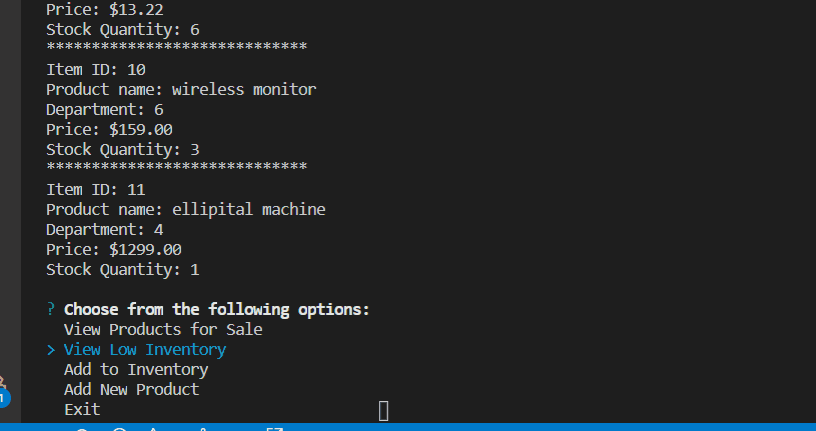 Price: $13.22
Stock Quantity: 6
*****************************
Item ID: 10
Product name: wireless monitor
Department: 6
Price: $159.00
Stock Quantity: 3
*****************************
Item ID: 11
Product name: ellipital machine
Department: 4
Price: $1299.00
Stock Quantity: 1
? Choose from the following options:
View Products for Sale
> View Low Inventory
Add to Inventory
Add New Product
Exit